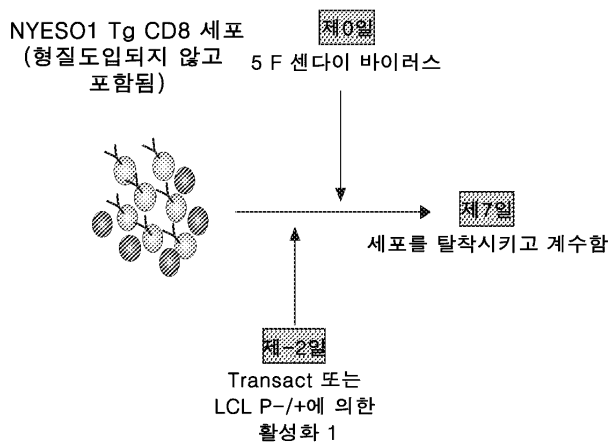 NYESO1 Tg CD8 세포
(형질도입되지 않고
포함됨)
제0일
5 F 센다이 바이러스
제7일
세포를 탈착시키고 계수함
제-2일
Transact 또는
LCL P-/+에 의한
활성화 1